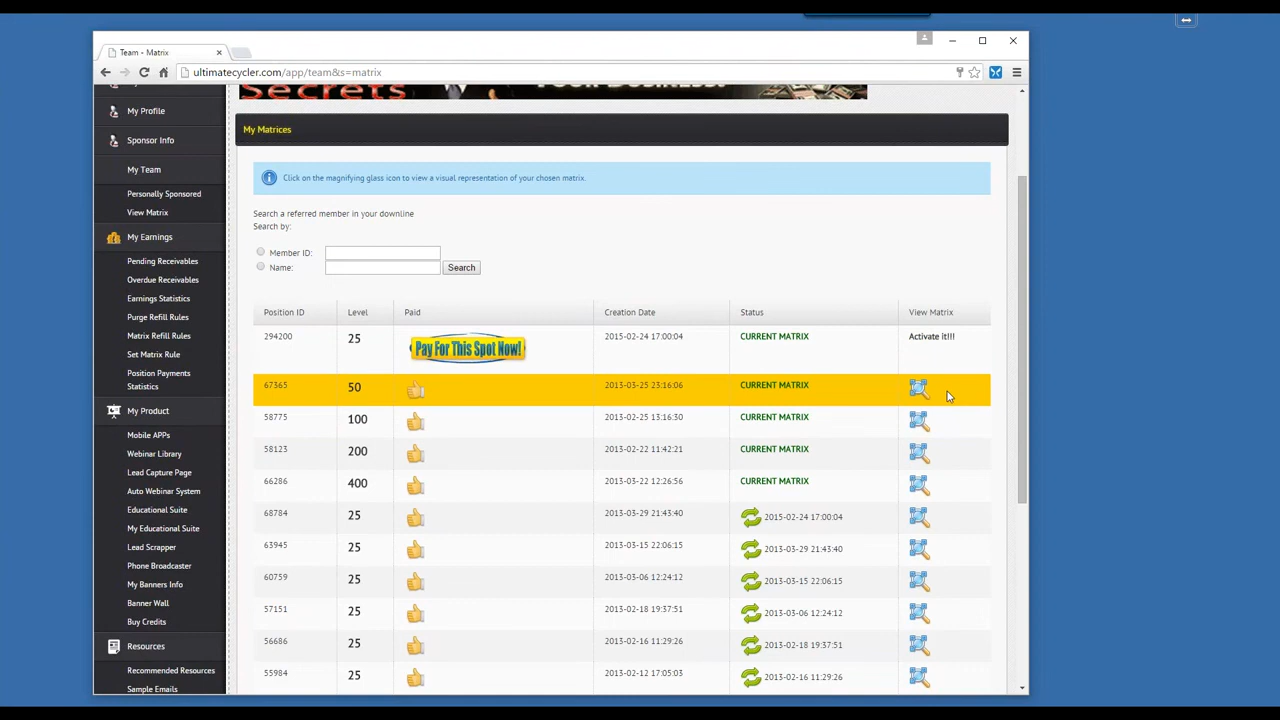 Team - Matrix
ultimatecycler.com/app/team&s=matrix
Secrets
My Profile
Sponsor Info
My Team
Personally Sponsored
View Matrix
My Earnings
Pending Receivables
Overdue Receivables
Earnings Statistics
Purge Refill Rules
Matrix Refill Rules
Set Matrix Rule
Position Payments
Statistics
My Product
Mobile APPs
Webinar Library
Lead Capture Page
Auto Webinar System
Educational Suite
My Educational Suite
Lead Scrapper
Phone Broadcaster
My Banners Info
Banner Wall
Buy Credits
Resources
Recommended Resources
Sample Emails
My Matrices
Click on the magnifying glass icon to view a visual representation of your chosen matrix.
Search a referred member in your downline
Search by:
Member ID:
Name: Search
Position ID Level Paid Creation Date Status View Matrix
294200 25 Pay For This Spot Now! 2015-02-24 17:00:04 CURRENT MATRIX Activate it!!!
67365 50 2013-03-25 23:16:06 CURRENT MATRIX
58775 100 2013-02-25 13:16:30 CURRENT MATRIX
58123 200 2013-02-22 11:42:21 CURRENT MATRIX
66286 400 2013-03-22 12:26:56 CURRENT MATRIX
68784 25 2013-03-29 21:43:40 2015-02-24 17:00:04
63945 25 2013-03-15 22:06:15 2013-03-29 21:43:40
60759 25 2013-03-06 12:24:12 2013-03-15 22:06:15
57151 25 2013-02-18 19:37:51 2013-03-06 12:24:12
56686 25 2013-02-16 11:29:26 2013-02-18 19:37:51
55984 25 2013-02-12 17:05:03 2013-02-16 11:29:26